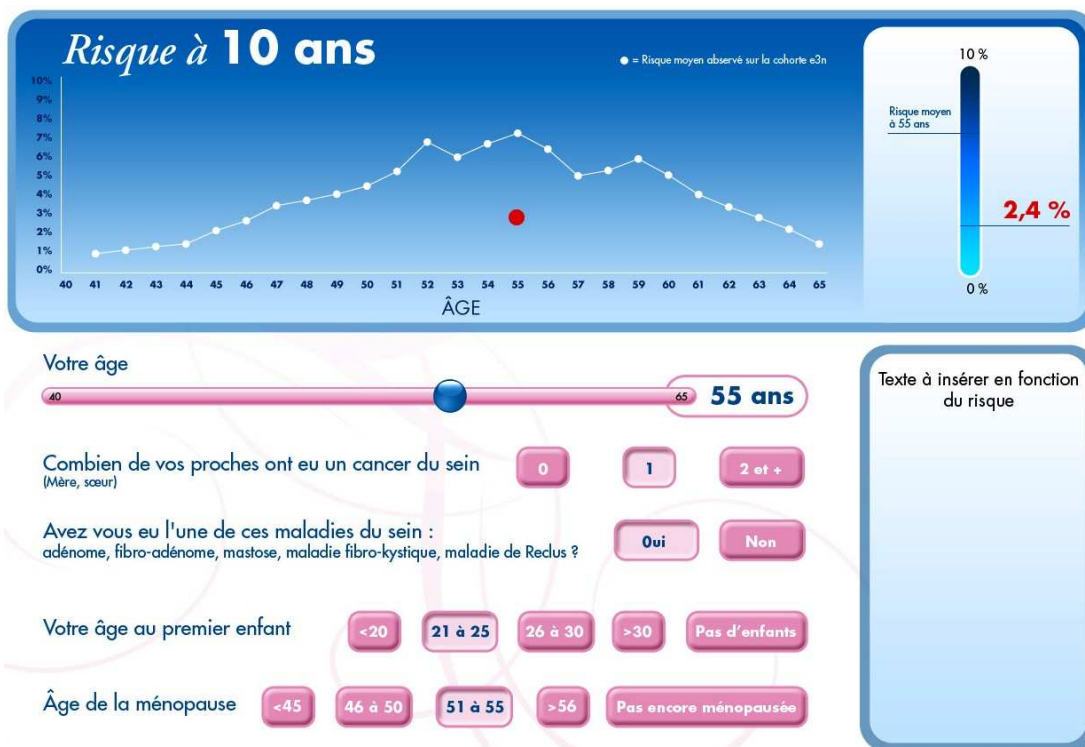 Risque à 10 ans
= Risque moyen observé sur la cohorte e3n
10%
9%
8%
7%
6%
5%
4%
3%
2%
1%
0%
40 41 42 43 44 45 46 47 48 49 50 51 52 53 54 55 56 57 58 59 60 61 62 63 64 65
ÂGE
10 %
Risque moyen
à 55 ans
2,4 %
0 %
Votre âge
40 65 55 ans
Combien de vos proches ont eu un cancer du sein 0 1 2 et +
(Mère, sœur)
Avez vous eu l'une de ces maladies du sein : Oui Non
adénome, fibro-adénome, mastose, maladie fibro-kystique, maladie de Reclus ?
Votre âge au premier enfant <20 21 à 25 26 à 30 >30 Pas d'enfants
Âge de la ménopause <45 46 à 50 51 à 55 >56 Pas encore ménopausée
Texte à insérer en fonction
du risque